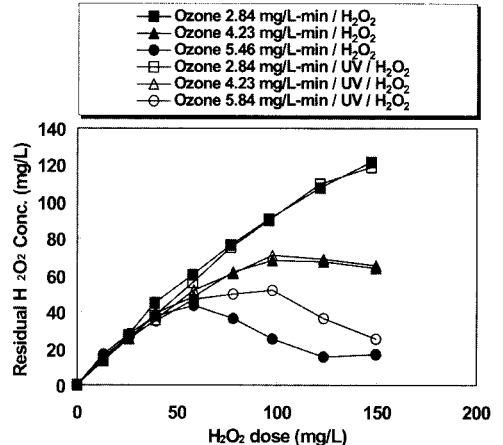 Ozone 2.84 mg/L-min / H₂O₂
Ozone 4.23 mg/L-min / H₂O₂
Ozone 5.46 mg/L-min / H₂O₂
Ozone 2.84 mg/L-min / UV / H₂O₂
Ozone 4.23 mg/L-min / UV / H₂O₂
Ozone 5.84 mg/L-min / UV / H₂O₂
Residual H ₂O₂ Conc. (mg/L)
140
120
100
80
60
40
20
0
0
50
100
150
200
H₂O₂ dose (mg/L)